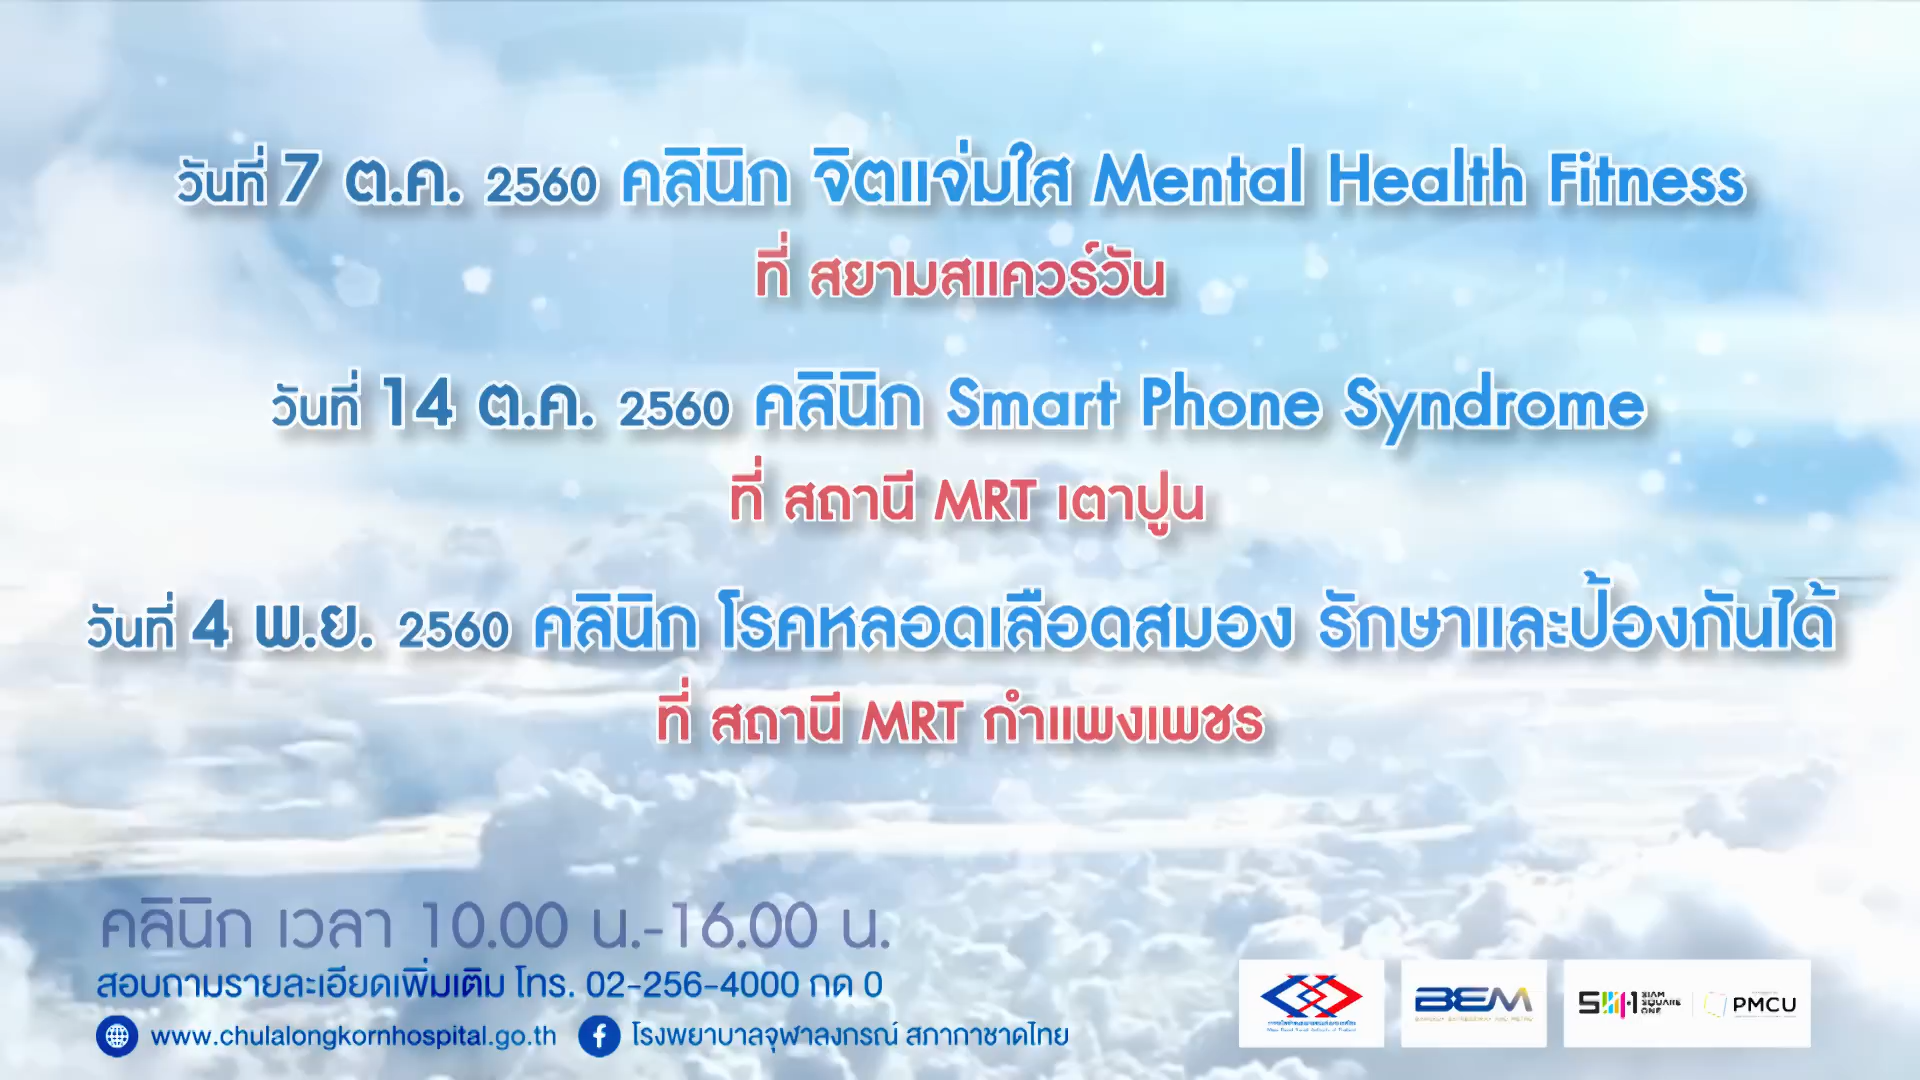 วันที่ 7 ต.ค. 2560 คลินิก จิตแจ่มใส Mental Health Fitness
ที่ สยามสแควร์วัน
วันที่ 14 ต.ค. 2560 คลินิก Smart Phone Syndrome
ที่ สถานี MRT เตาปูน
วันที่ 4 พ.ย. 2560 คลินิก โรคหลอดเลือดสมอง รักษาและป้องกันได้
ที่ สถานี MRT กำแพงเพชร
คลินิก เวลา 10.00 น.-16.00 น.
สอบถามรายละเอียดเพิ่มเติม โทร. 02-256-4000 กด 0
www.chulalongkornhospital.go.th โรงพยาบาลจุฬาลงกรณ์ สภากาชาดไทย
BEM
SIAM SQUARE ONE PMCU